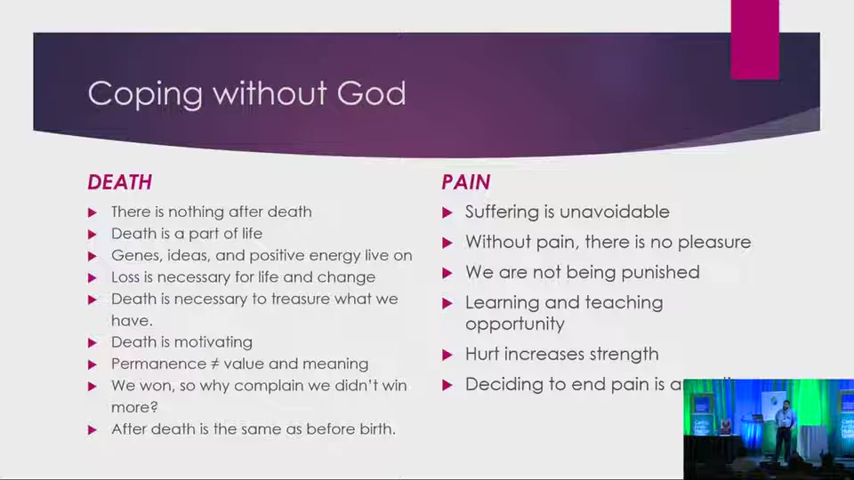 Coping without God
DEATH
There is nothing after death
Death is a part of life
Genes, ideas, and positive energy live on
Loss is necessary for life and change
Death is necessary to treasure what we
have.
Death is motivating
Permanence ≠ value and meaning
We won, so why complain we didn't win
more?
After death is the same as before birth.
PAIN
Suffering is unavoidable
Without pain, there is no pleasure
We are not being punished
Learning and teaching
opportunity
Hurt increases strength
Deciding to end pain is a